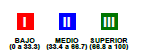 I II III
BAJO MEDIO SUPERIOR
(0 a 33.3) (33.4 a 66.7) (66.8 a 100)